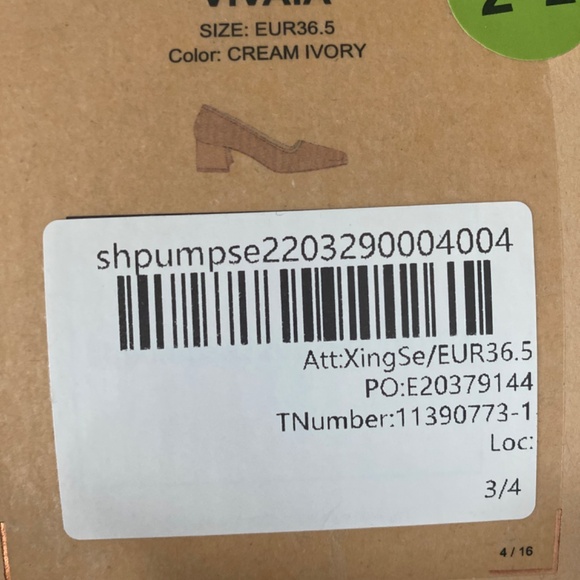 VIVAIA
SIZE: EUR36.5
Color: CREAM IVORY
shpumpse2203290004004
Att:XingSe/EUR36.5
PO:E20379144
TNumber:11390773-1
Loc:
3/4
4 / 16